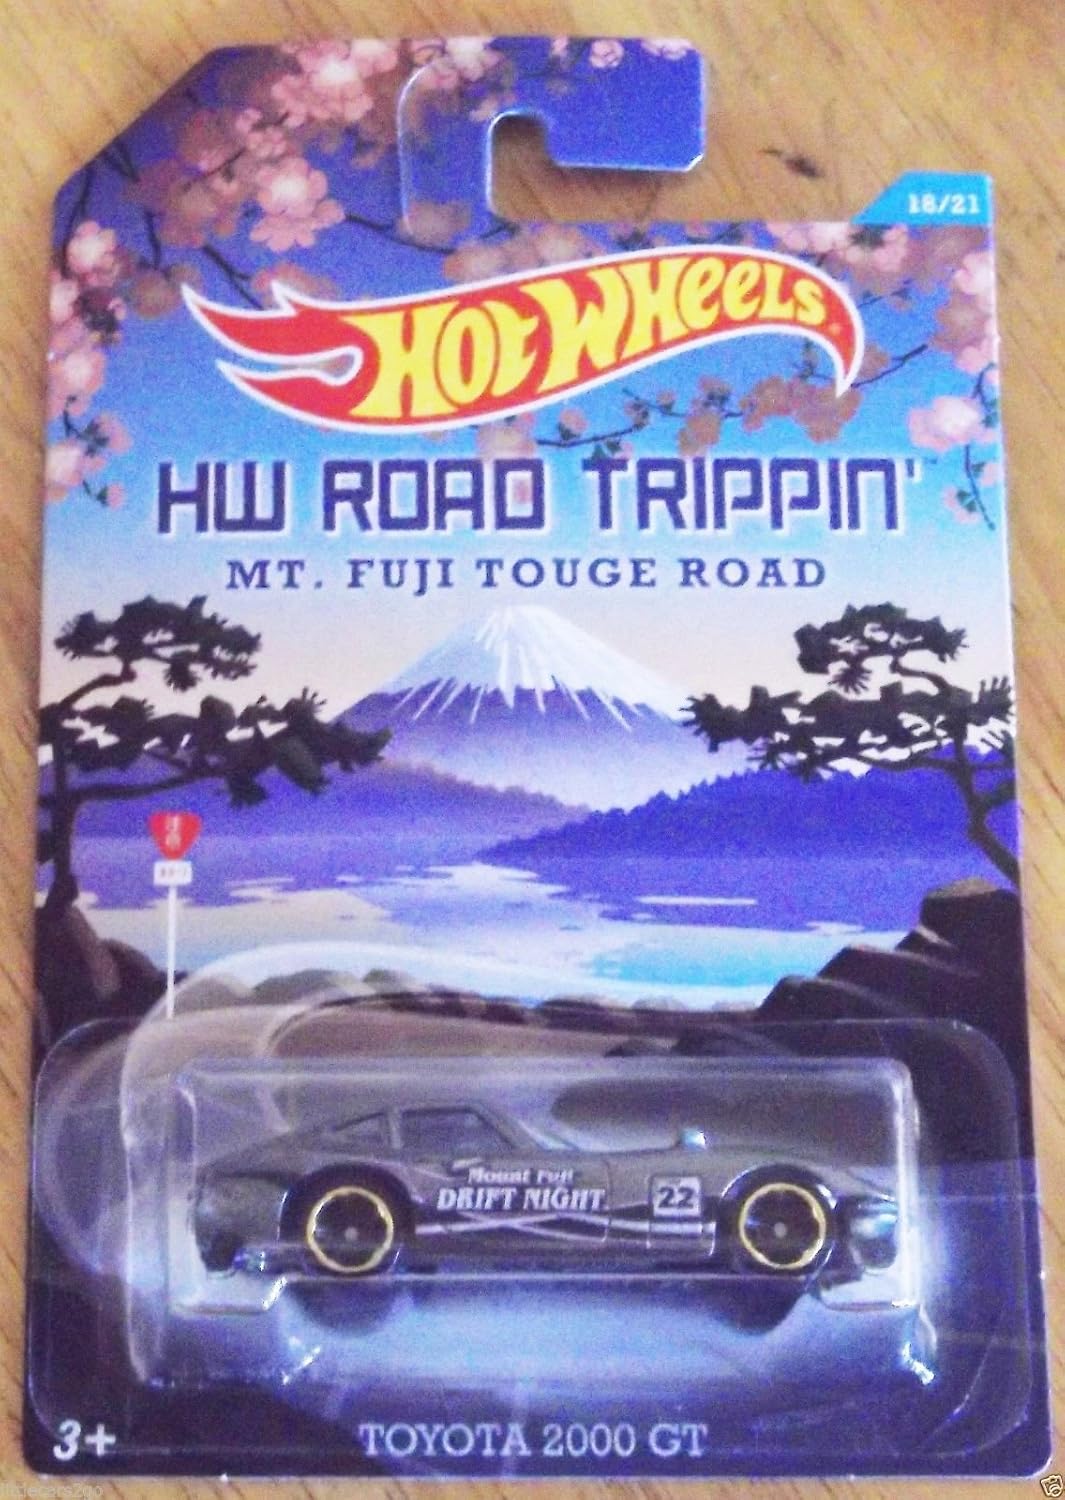 18/21
HOT WHEELS
HW ROAD TRIPPIN'
MT. FUJI TOUGE ROAD
Mount Fuji
DRIFT NIGHT
22
3+
TOYOTA 2000 GT
littlecars2go